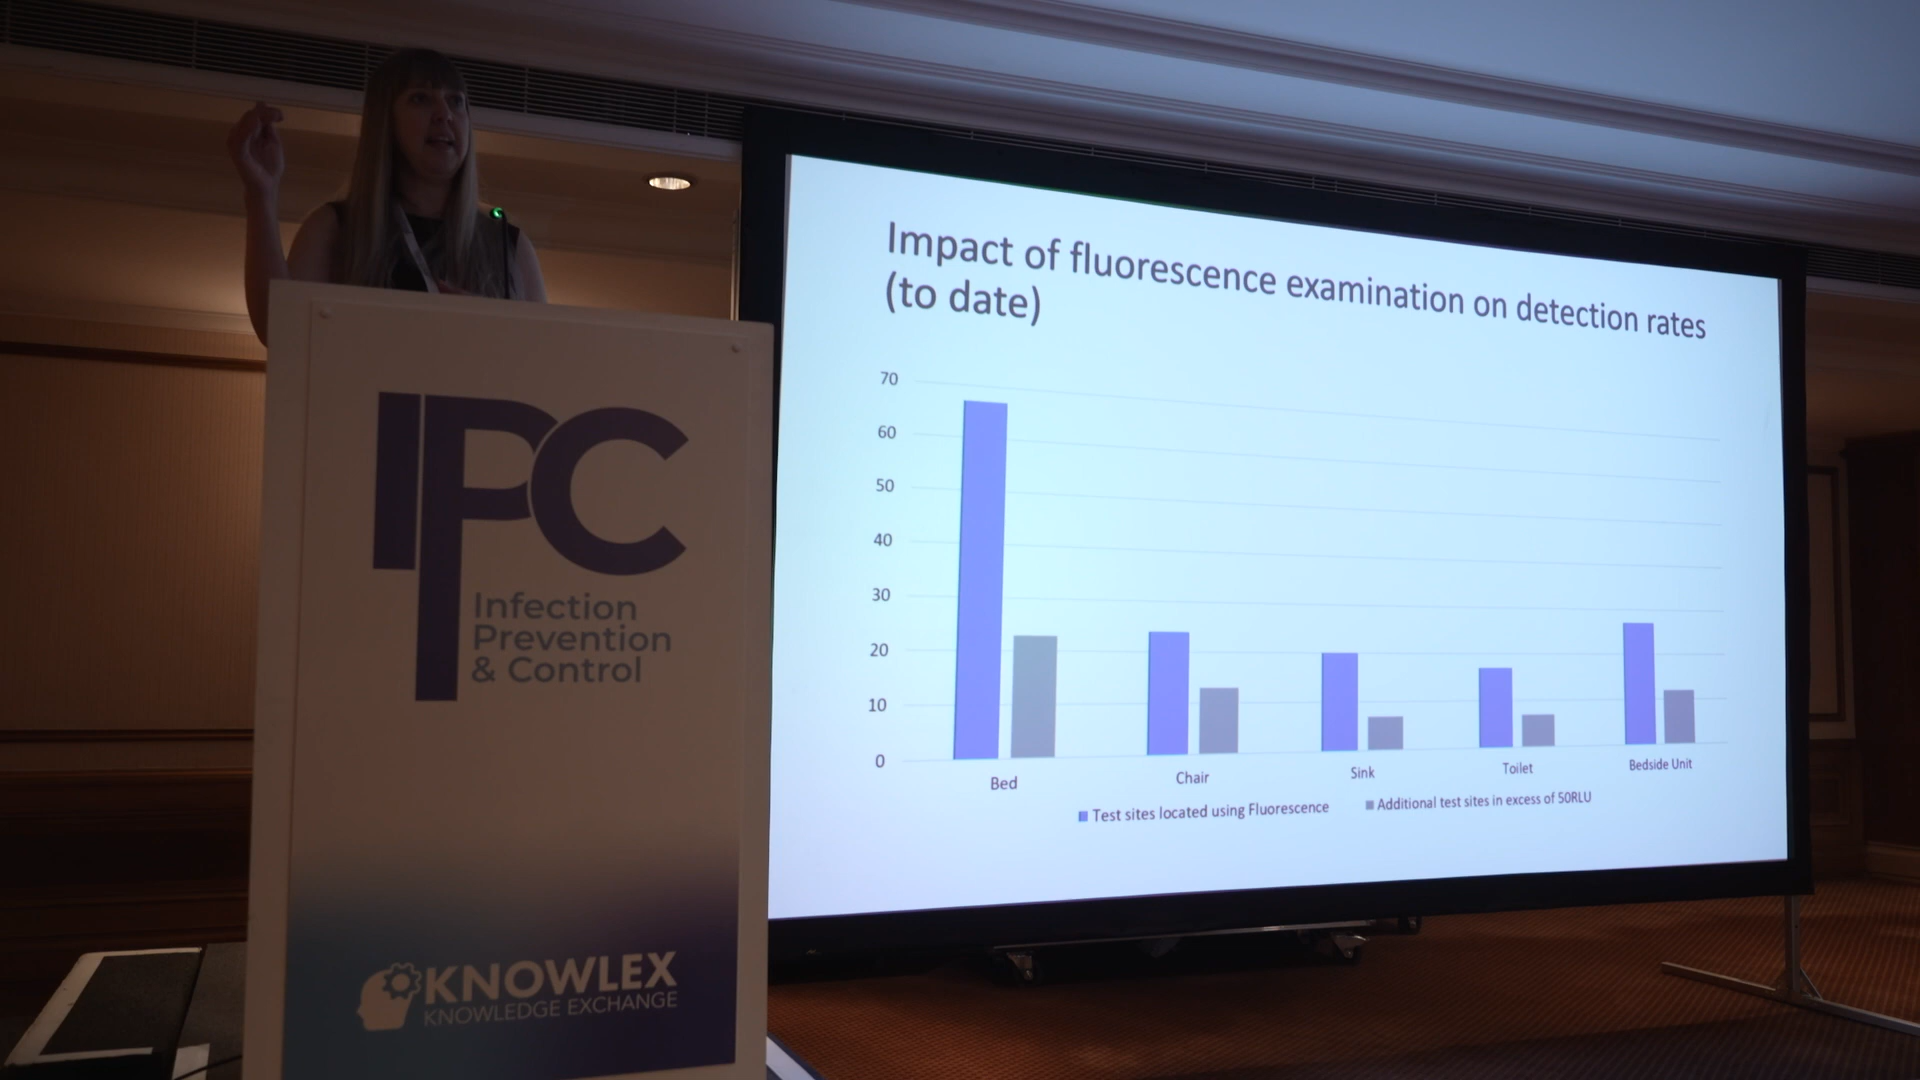 IPC
Infection
Prevention
& Control
KNOWLEX
KNOWLEDGE EXCHANGE
Impact of fluorescence examination on detection rates
(to date)
70
60
50
40
30
20
10
0
Bed
Chair
Sink
Toilet
Bedside Unit
Test sites located using Fluorescence
Additional test sites in excess of 50RLU